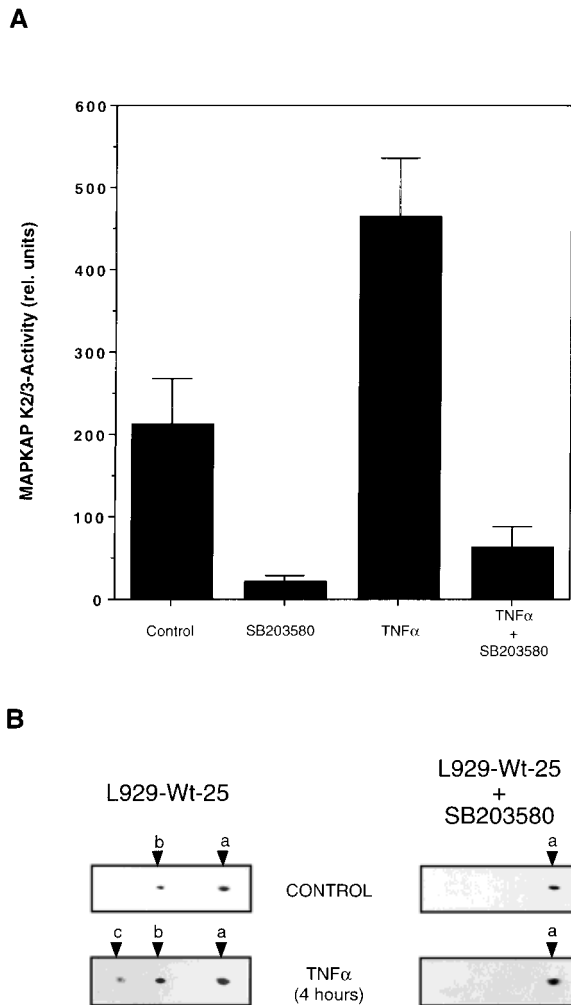 A
600
500
400
300
200
100
0
MAPKAP K2/3-Activity (rel. units)
Control
SB203580
TNFα
TNFα
+
SB203580
B
L929-Wt-25
L929-Wt-25
+
SB203580
b a
CONTROL
a
c b a
TNFα
(4 hours)
a